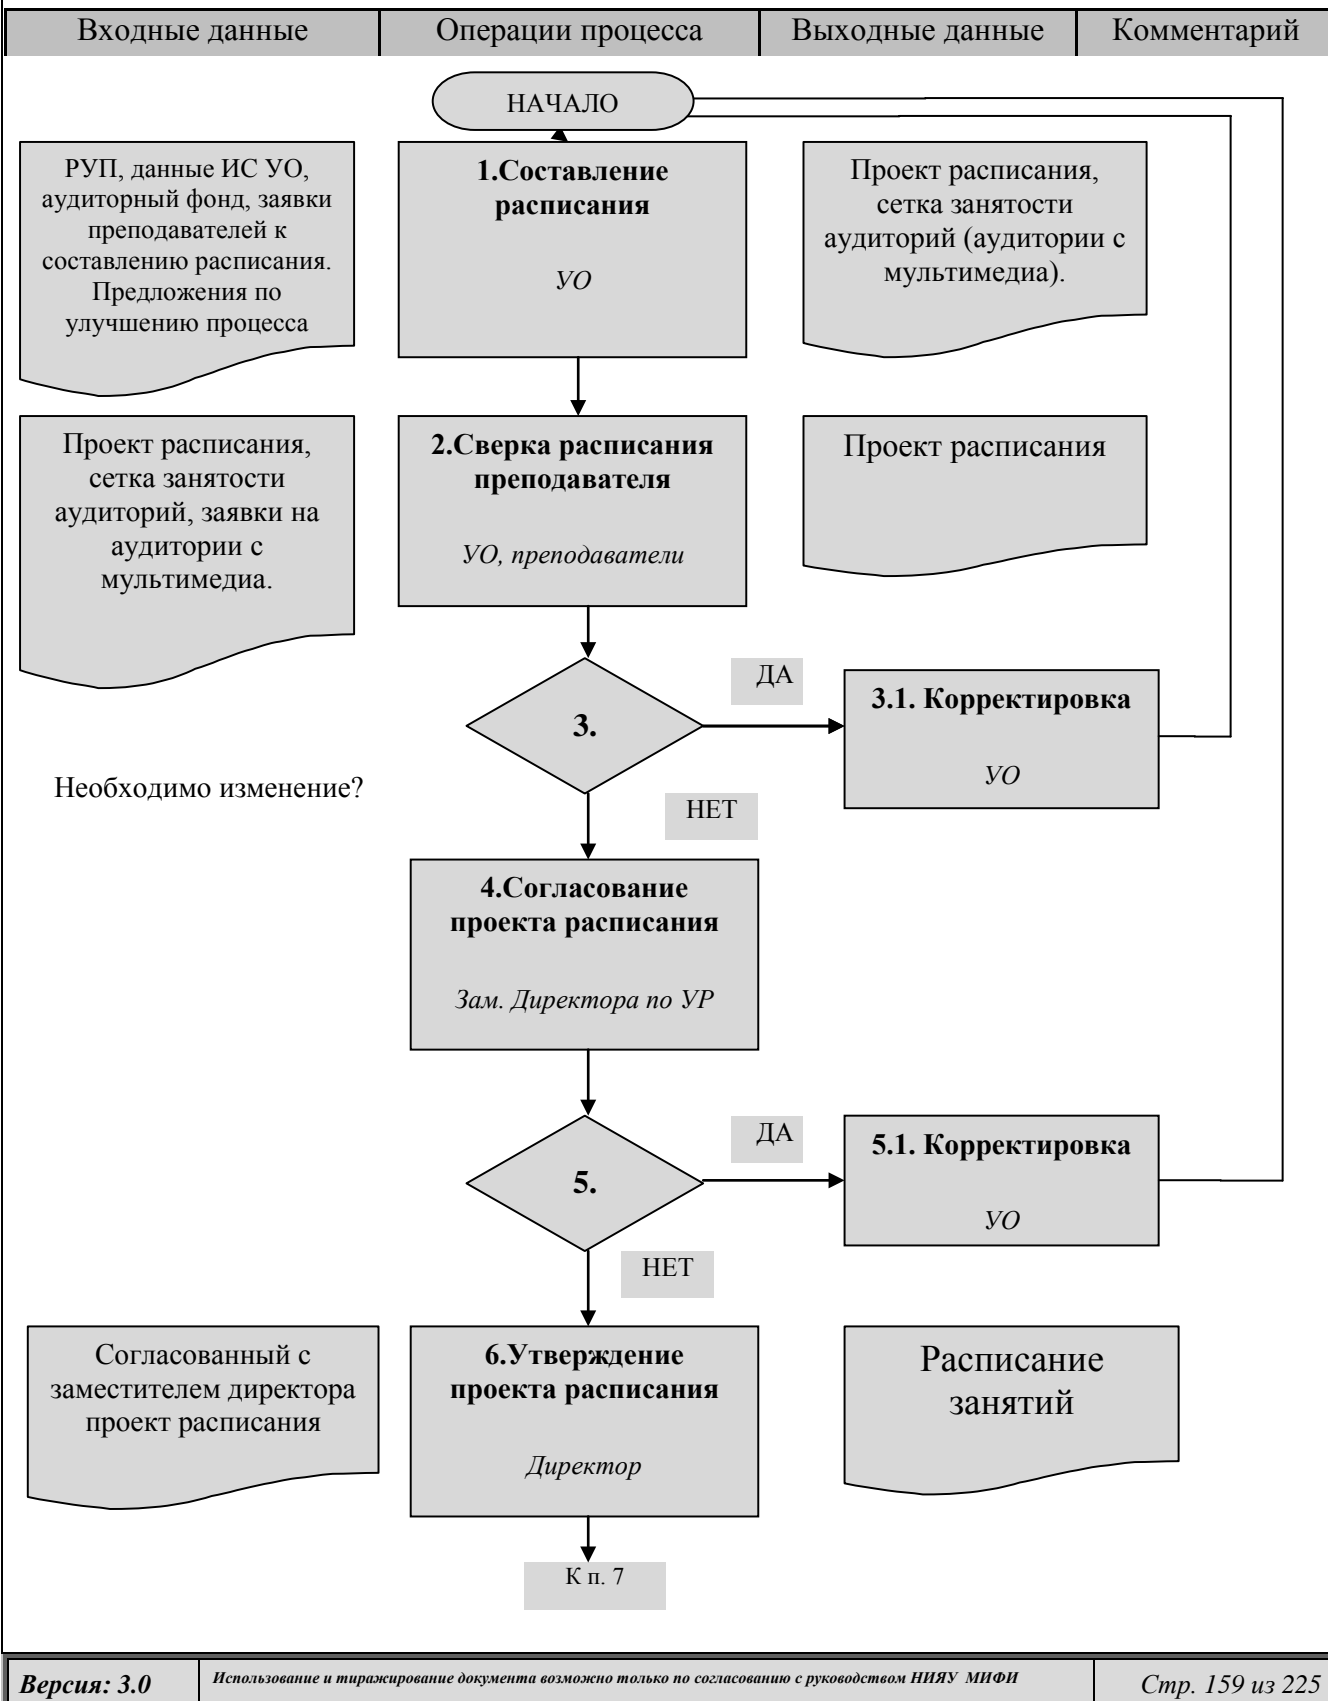 Входные данные
Операции процесса
Выходные данные
Комментарий
НАЧАЛО
РУП, данные ИС УО,
аудиторный фонд, заявки
преподавателей к
составлению расписания.
Предложения по
улучшению процесса
1.Составление
расписания
УО
Проект расписания,
сетка занятости
аудиторий (аудитории с
мультимедиа).
Проект расписания,
сетка занятости
аудиторий, заявки на
аудитории с
мультимедиа.
2.Сверка расписания
преподавателя
УО, преподаватели
Проект расписания
3.
ДА
3.1. Корректировка
УО
Необходимо изменение?
НЕТ
4.Согласование
проекта расписания
Зам. Директора по УР
5.
ДА
5.1. Корректировка
УО
НЕТ
Согласованный с
заместителем директора
проект расписания
6.Утверждение
проекта расписания
Директор
Расписание
занятий
К п. 7
Версия: 3.0
Использование и тиражирование документа возможно только по согласованию с руководством НИЯУ МИФИ
Стр. 159 из 225